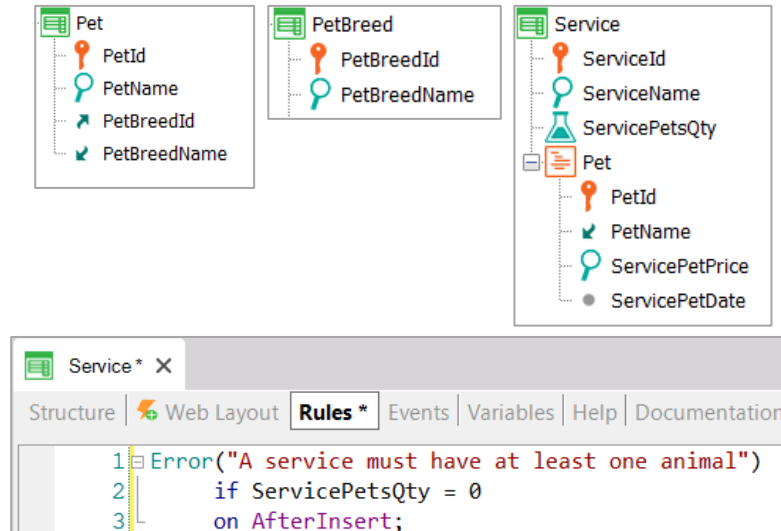 Pet
PetId
PetName
PetBreedId
PetBreedName
PetBreed
PetBreedId
PetBreedName
Service
ServiceId
ServiceName
ServicePetsQty
Pet
PetId
PetName
ServicePetPrice
ServicePetDate
Service* X
Structure Web Layout Rules * Events Variables Help Documentation
1 Error("A service must have at least one animal")
2 if ServicePetsQty = 0
3 on AfterInsert;